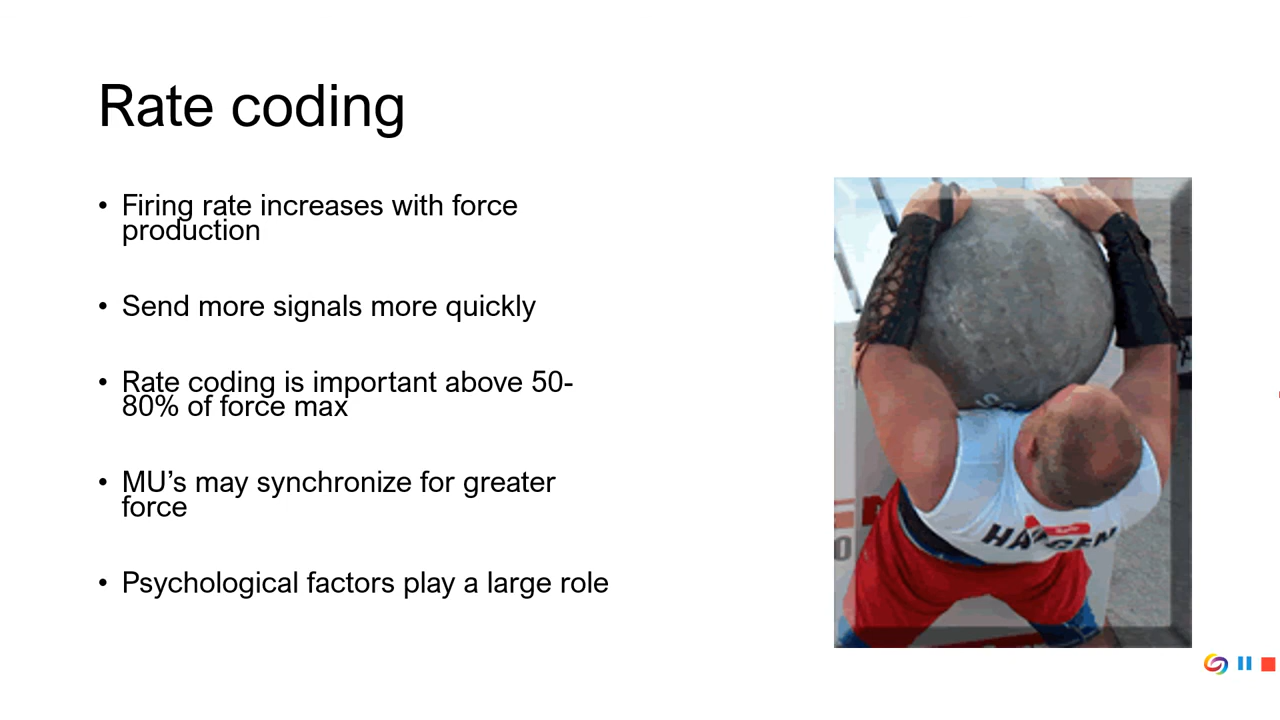 Rate coding
• Firing rate increases with force
production
• Send more signals more quickly
• Rate coding is important above 50-
80% of force max
• MU’s may synchronize for greater
force
• Psychological factors play a large role